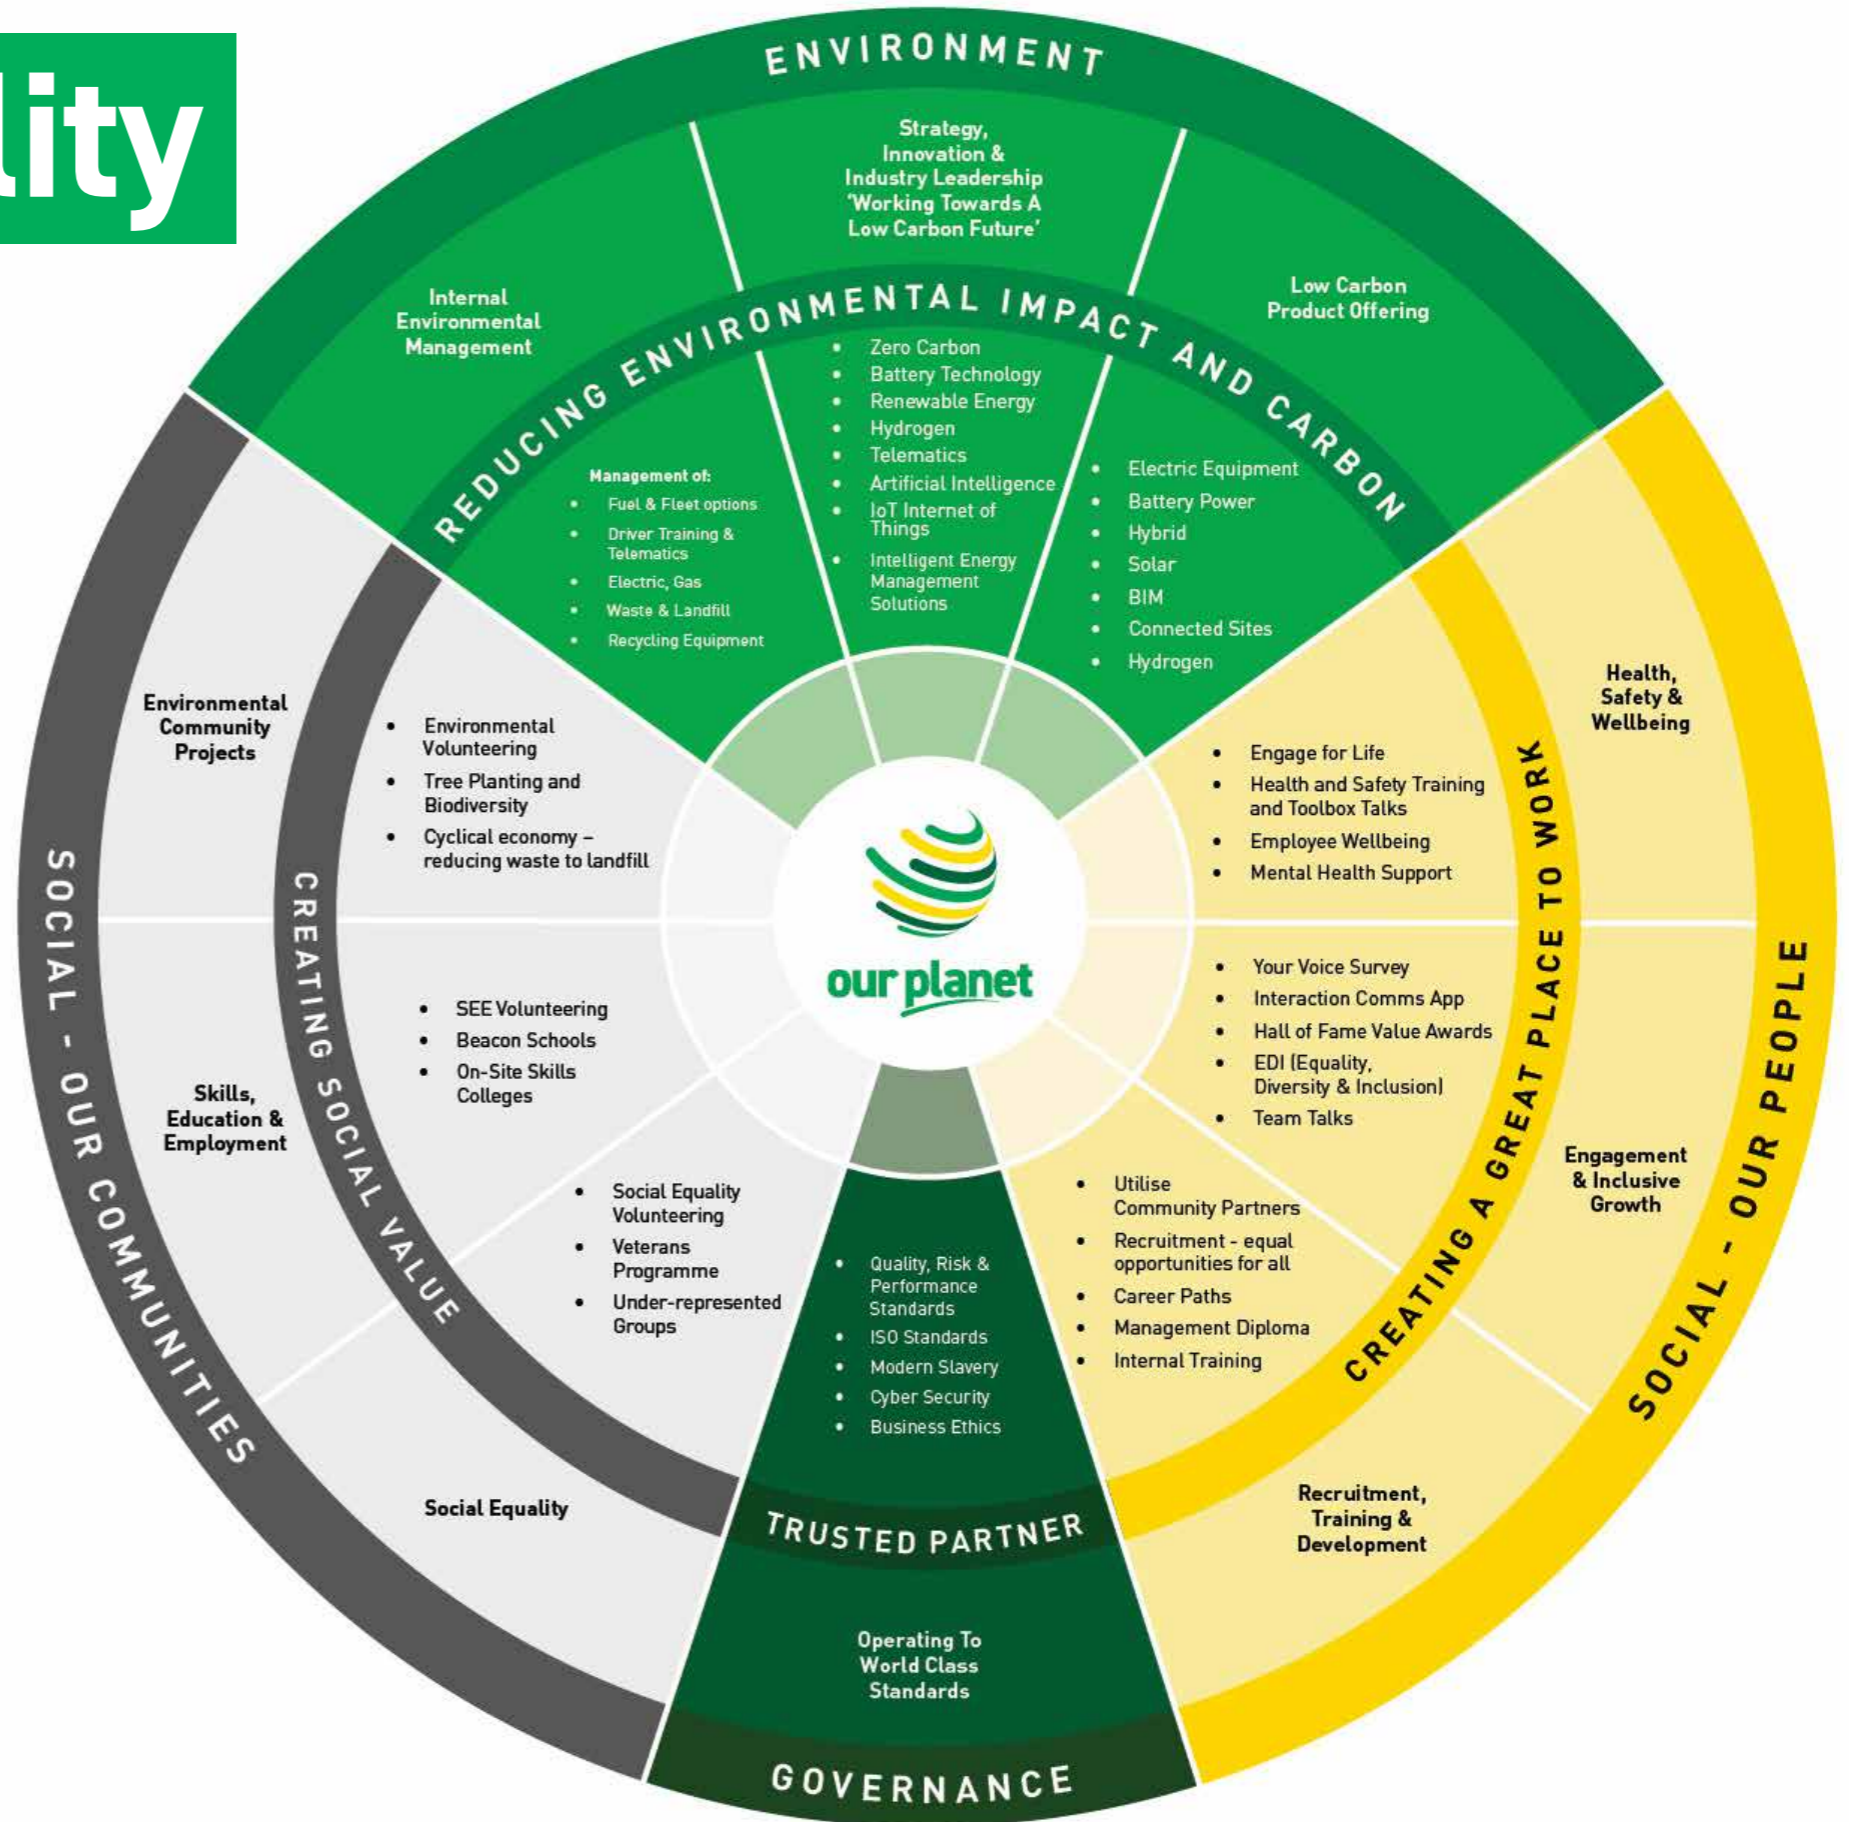 lity
ENVIRONMENT
Strategy,
Innovation &
Industry Leadership
'Working Towards A
Low Carbon Future'
Internal
Environmental
Management
Low Carbon
Product Offering
REDUCING ENVIRONMENTAL IMPACT AND CARBON
Management of:
• Fuel & Fleet options
• Driver Training &
Telematics
• Electric, Gas
• Waste & Landfill
• Recycling Equipment
• Zero Carbon
• Battery Technology
• Renewable Energy
• Hydrogen
• Telematics
• Artificial Intelligence
• IoT Internet of
Things
• Intelligent Energy
Management
Solutions
• Electric Equipment
• Battery Power
• Hybrid
• Solar
• BIM
• Connected Sites
• Hydrogen
SOCIAL - OUR PEOPLE
CREATING A GREAT PLACE TO WORK
Health,
Safety &
Wellbeing
• Engage for Life
• Health and Safety Training
and Toolbox Talks
• Employee Wellbeing
• Mental Health Support
Engagement
& Inclusive
Growth
• Your Voice Survey
• Interaction Comms App
• Hall of Fame Value Awards
• EDI (Equality,
Diversity & Inclusion)
• Team Talks
Recruitment,
Training &
Development
• Utilise
Community Partners
• Recruitment - equal
opportunities for all
• Career Paths
• Management Diploma
• Internal Training
GOVERNANCE
Operating To
World Class
Standards
TRUSTED PARTNER
• Quality, Risk &
Performance
Standards
• ISO Standards
• Modern Slavery
• Cyber Security
• Business Ethics
SOCIAL - OUR COMMUNITIES
CREATING SOCIAL VALUE
Environmental
Community
Projects
• Environmental
Volunteering
• Tree Planting and
Biodiversity
• Cyclical economy –
reducing waste to landfill
Skills,
Education &
Employment
• SEE Volunteering
• Beacon Schools
• On-Site Skills
Colleges
Social Equality
• Social Equality
Volunteering
• Veterans
Programme
• Under-represented
Groups
our planet